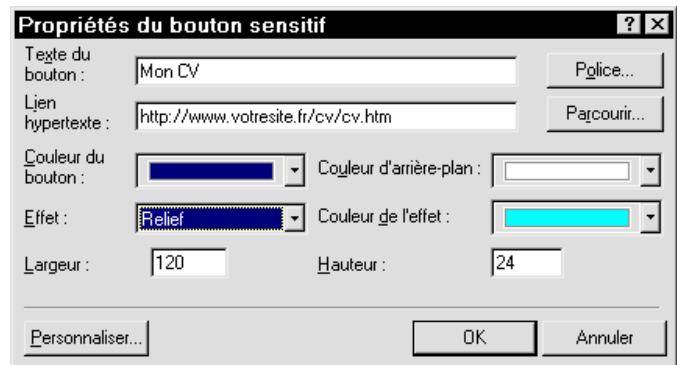 Propriétés du bouton sensitif ? ×
Texte du
bouton : Mon CV Police...
Lien
hypertexte : http://www.votresite.fr/cv/cv.htm Parcourir...
Couleur du
bouton : Couleur d'arrière-plan :
Effet : Relief Couleur de l'effet :
Largeur : 120 Hauteur : 24
Personnaliser... OK Annuler